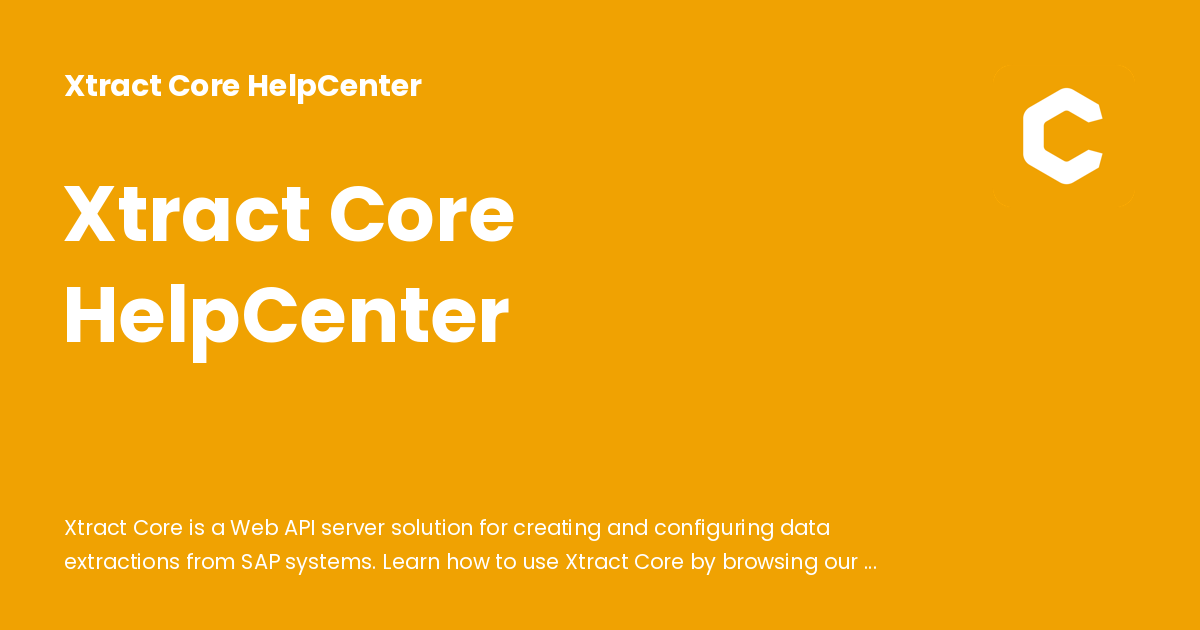 Xtract Core HelpCenter
Xtract Core
HelpCenter
Xtract Core is a Web API server solution for creating and configuring data
extractions from SAP systems. Learn how to use Xtract Core by browsing our ...